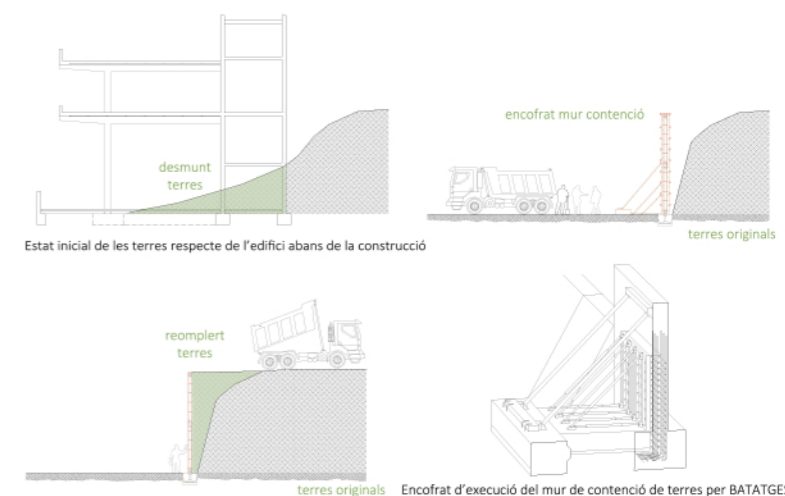 desmunt
terres
Estat inicial de les terres respecte de l'edifici abans de la construcció
encofrat mur contenció
terres originals
reomplert
terres
terres originals
Encofrat d'execució del mur de contenció de terres per BATATGES